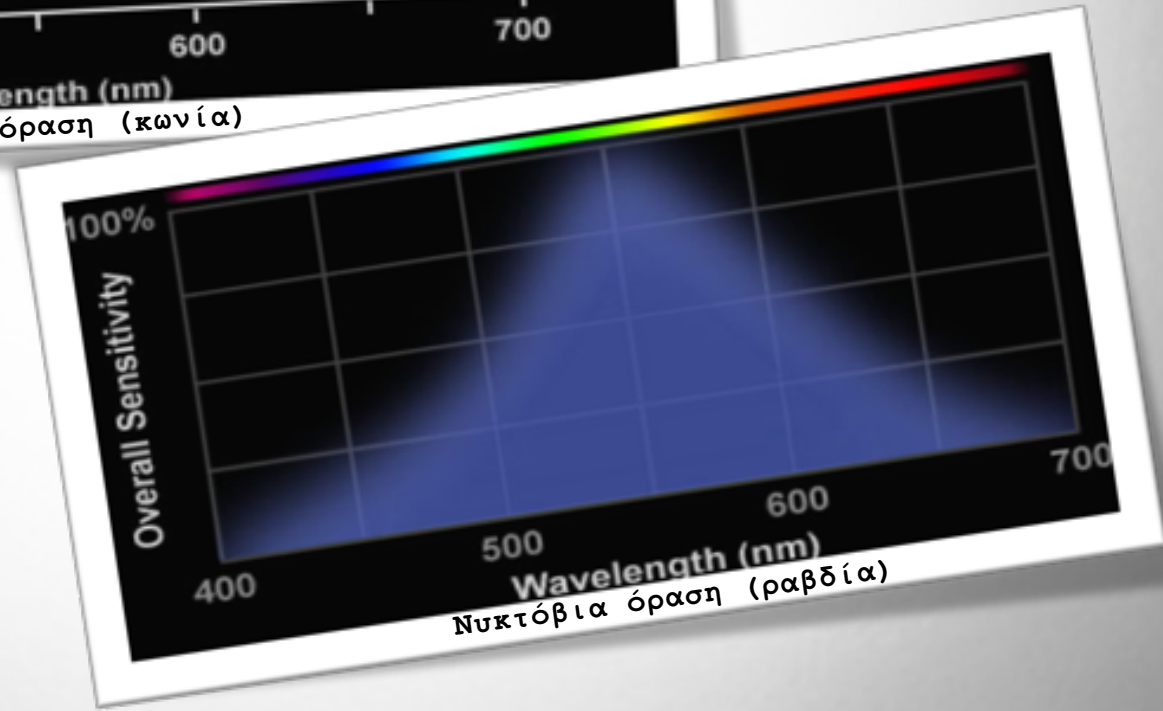 600 700
ength (nm)
όραση (κωνία)
100%
Overall Sensitivity
400 500 600 700
Wavelength (nm)
Νυκτόβια όραση (ραβδία)